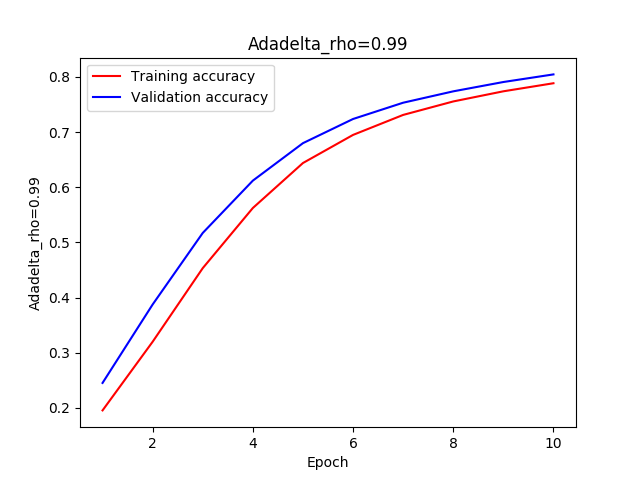 Adadelta_rho=0.99
Training accuracy
Validation accuracy
0.8
0.7
0.6
0.5
0.4
0.3
0.2
Adadelta_rho=0.99
2 4 6 8 10
Epoch